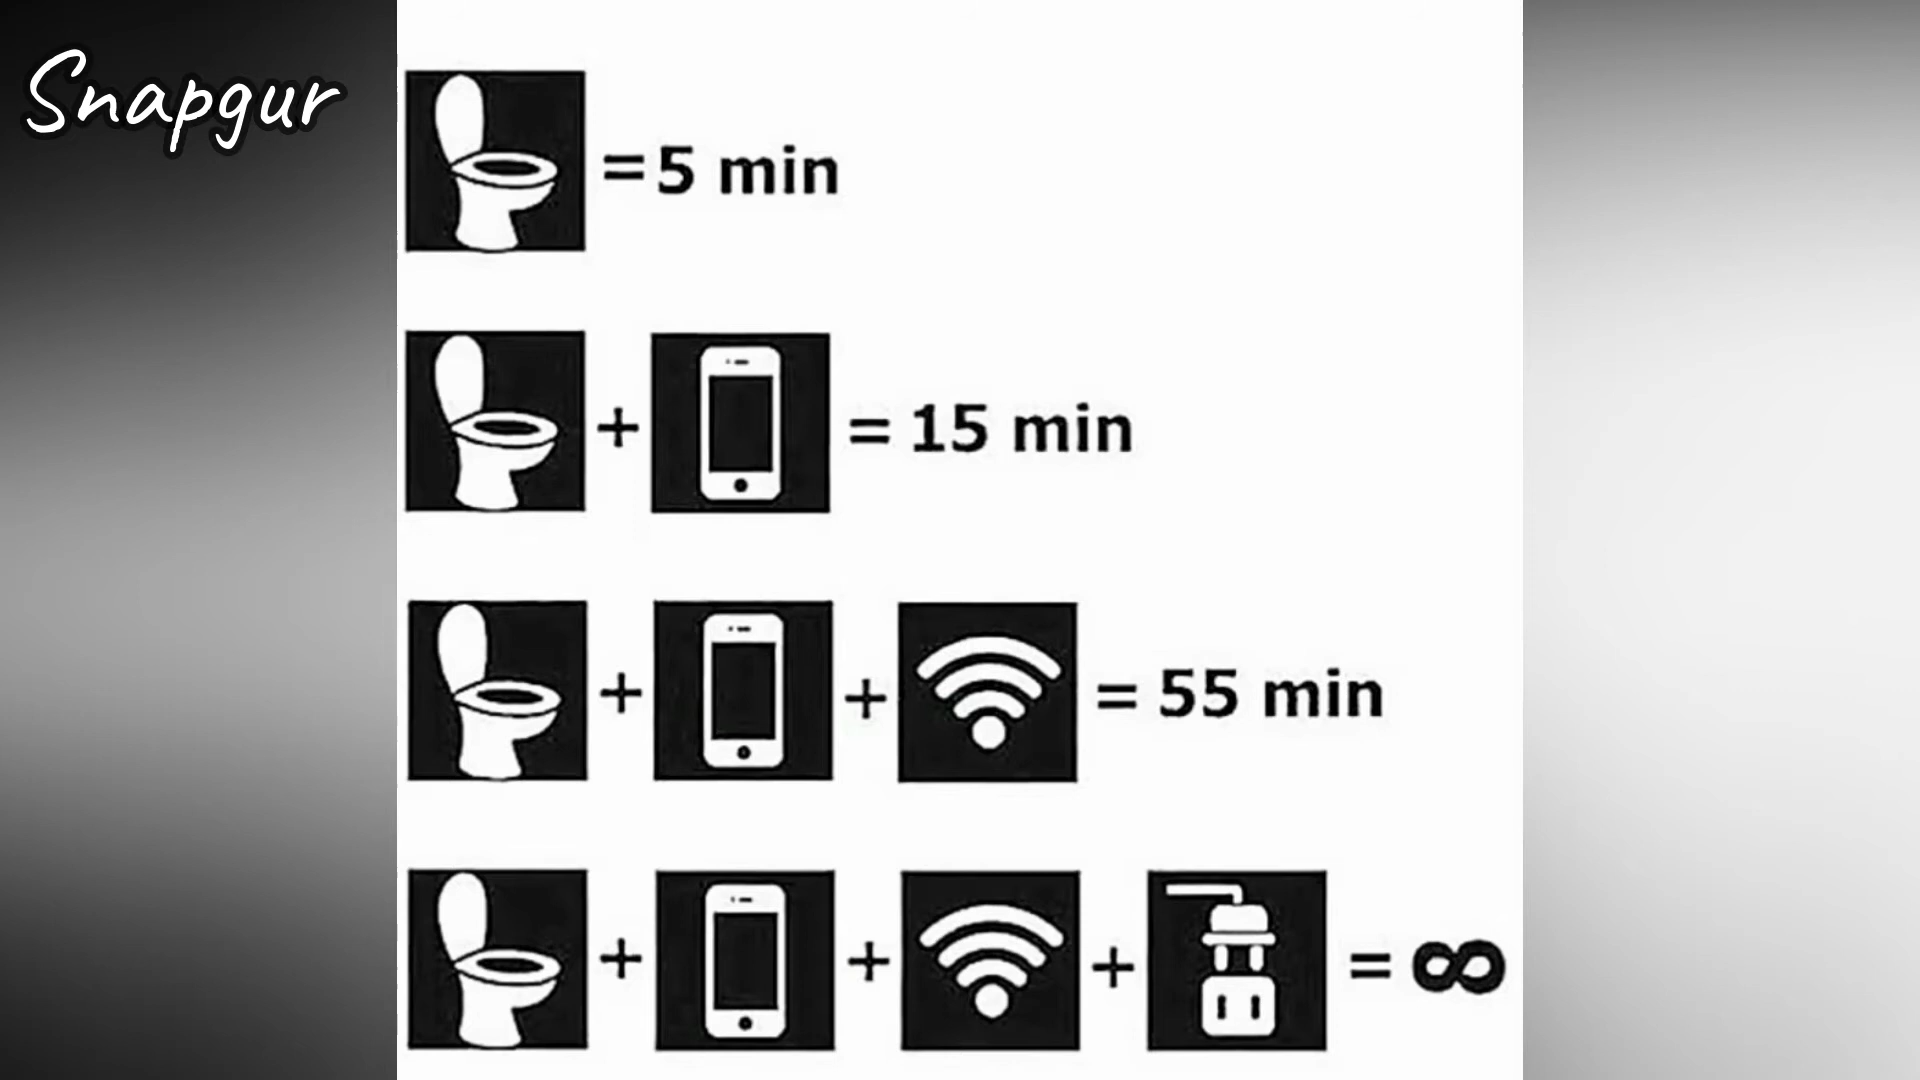 Snapgur
= 5 min
+ = 15 min
+ + = 55 min
+ + + = ∞